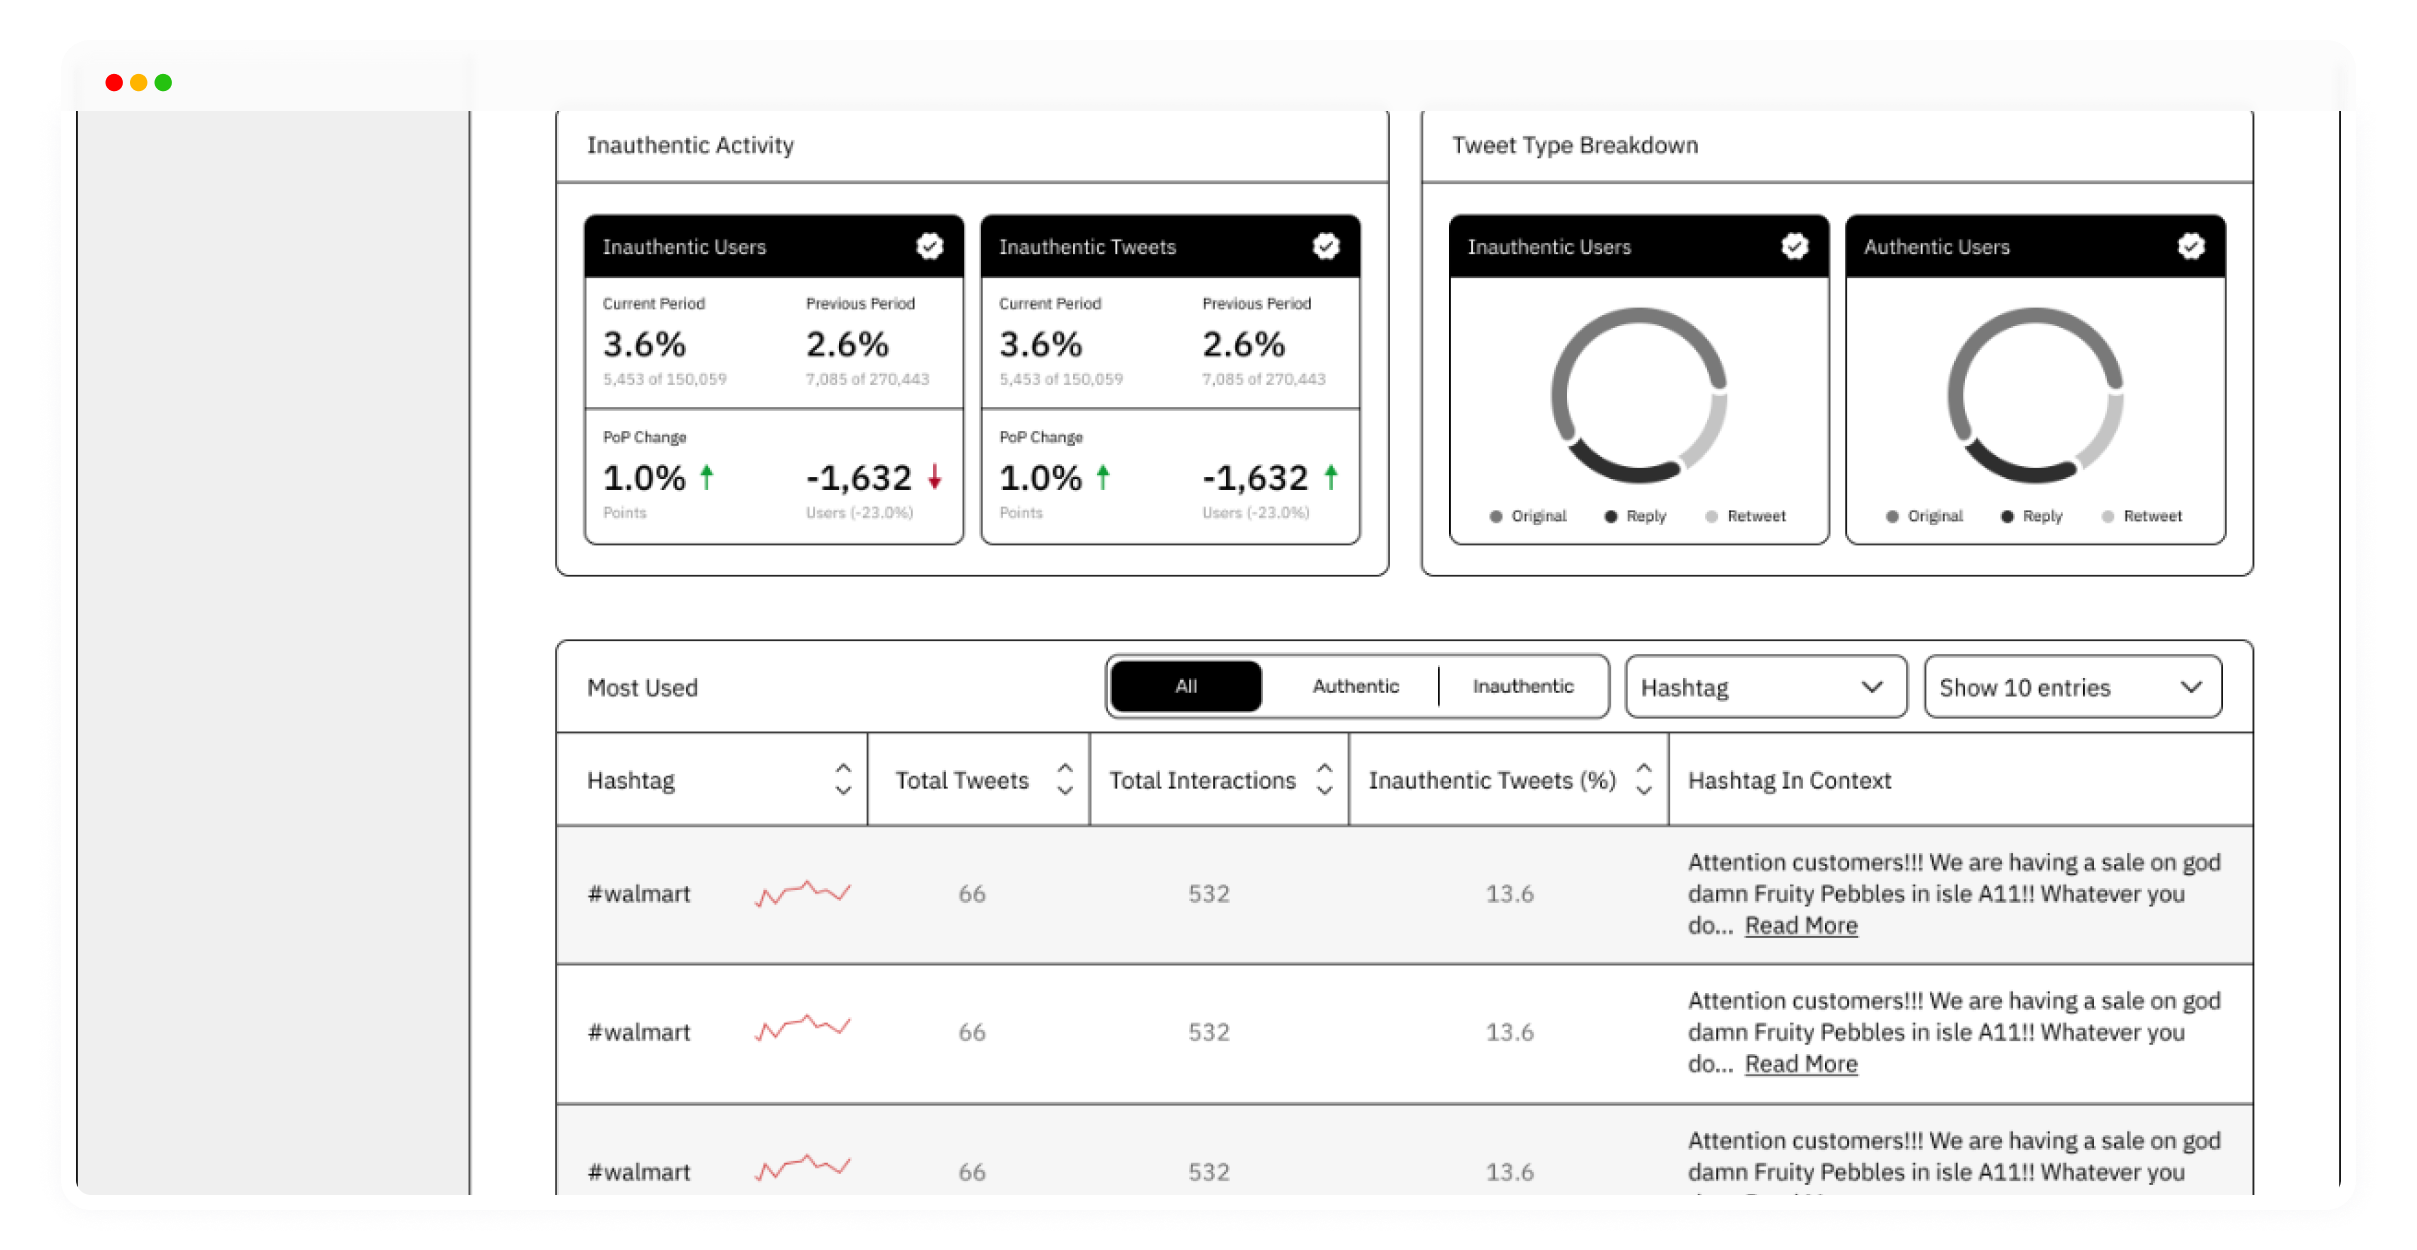 Inauthentic Activity
Tweet Type Breakdown
Inauthentic Users
Inauthentic Tweets
Inauthentic Users
Authentic Users
Current Period
Previous Period
3.6%
2.6%
5,453 of 150,059
7,085 of 270,443
PoP Change
1.0%
-1,632
Points
Users (-23.0%)
Current Period
Previous Period
3.6%
2.6%
5,453 of 150,059
7,085 of 270,443
PoP Change
1.0%
-1,632
Points
Users (-23.0%)
Original Reply Retweet
Original Reply Retweet
Most Used
All
Authentic
Inauthentic
Hashtag
Show 10 entries
Hashtag
Total Tweets
Total Interactions
Inauthentic Tweets (%)
Hashtag In Context
#walmart
66
532
13.6
Attention customers!!! We are having a sale on god
damn Fruity Pebbles in isle A11!! Whatever you
do... Read More
#walmart
66
532
13.6
Attention customers!!! We are having a sale on god
damn Fruity Pebbles in isle A11!! Whatever you
do... Read More
#walmart
66
532
13.6
Attention customers!!! We are having a sale on god
damn Fruity Pebbles in isle A11!! Whatever you